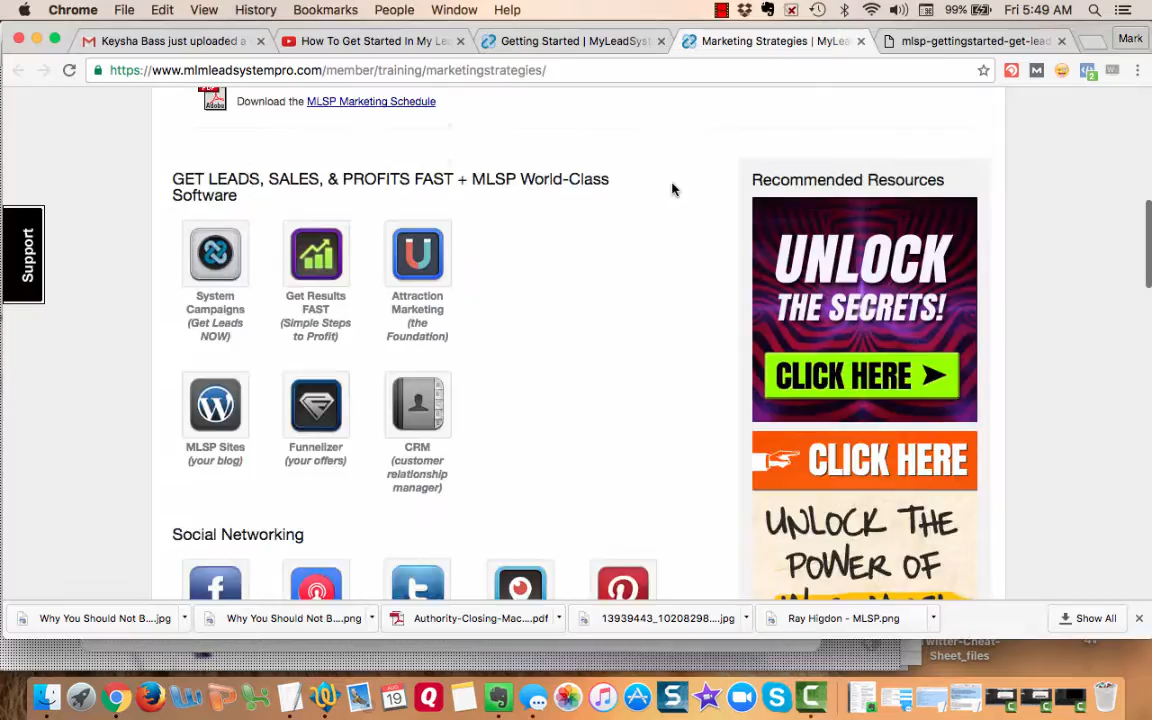 Chrome File Edit View History Bookmarks People Window Help 99% Fri 5:49 AM
Keysha Bass just uploaded a
How To Get Started In My Le
Getting Started | MyLeadSys
Marketing Strategies | MyLea
mlsp-gettingstarted-get-lead
Mark
https://www.mlmleadsystempro.com/member/training/marketingstrategies/
Support
Adobe
Download the MLSP Marketing Schedule
GET LEADS, SALES, & PROFITS FAST + MLSP World-Class
Software
System
Campaigns
(Get Leads
NOW)
Get Results
FAST
(Simple Steps
to Profit)
Attraction
Marketing
(the
Foundation)
MLSP Sites
(your blog)
Funnelizer
(your offers)
CRM
(customer
relationship
manager)
Social Networking
Recommended Resources
UNLOCK
THE SECRETS!
CLICK HERE
CLICK HERE
UNLOCK THE
POWER OF
Why You Should Not B....jpg
Why You Should Not B....png
Authority-Closing-Mac....pdf
13939443_10208298....jpg
Ray Higdon - MLSP.png
Show All
witter-Cheat-
Sheet_files
19